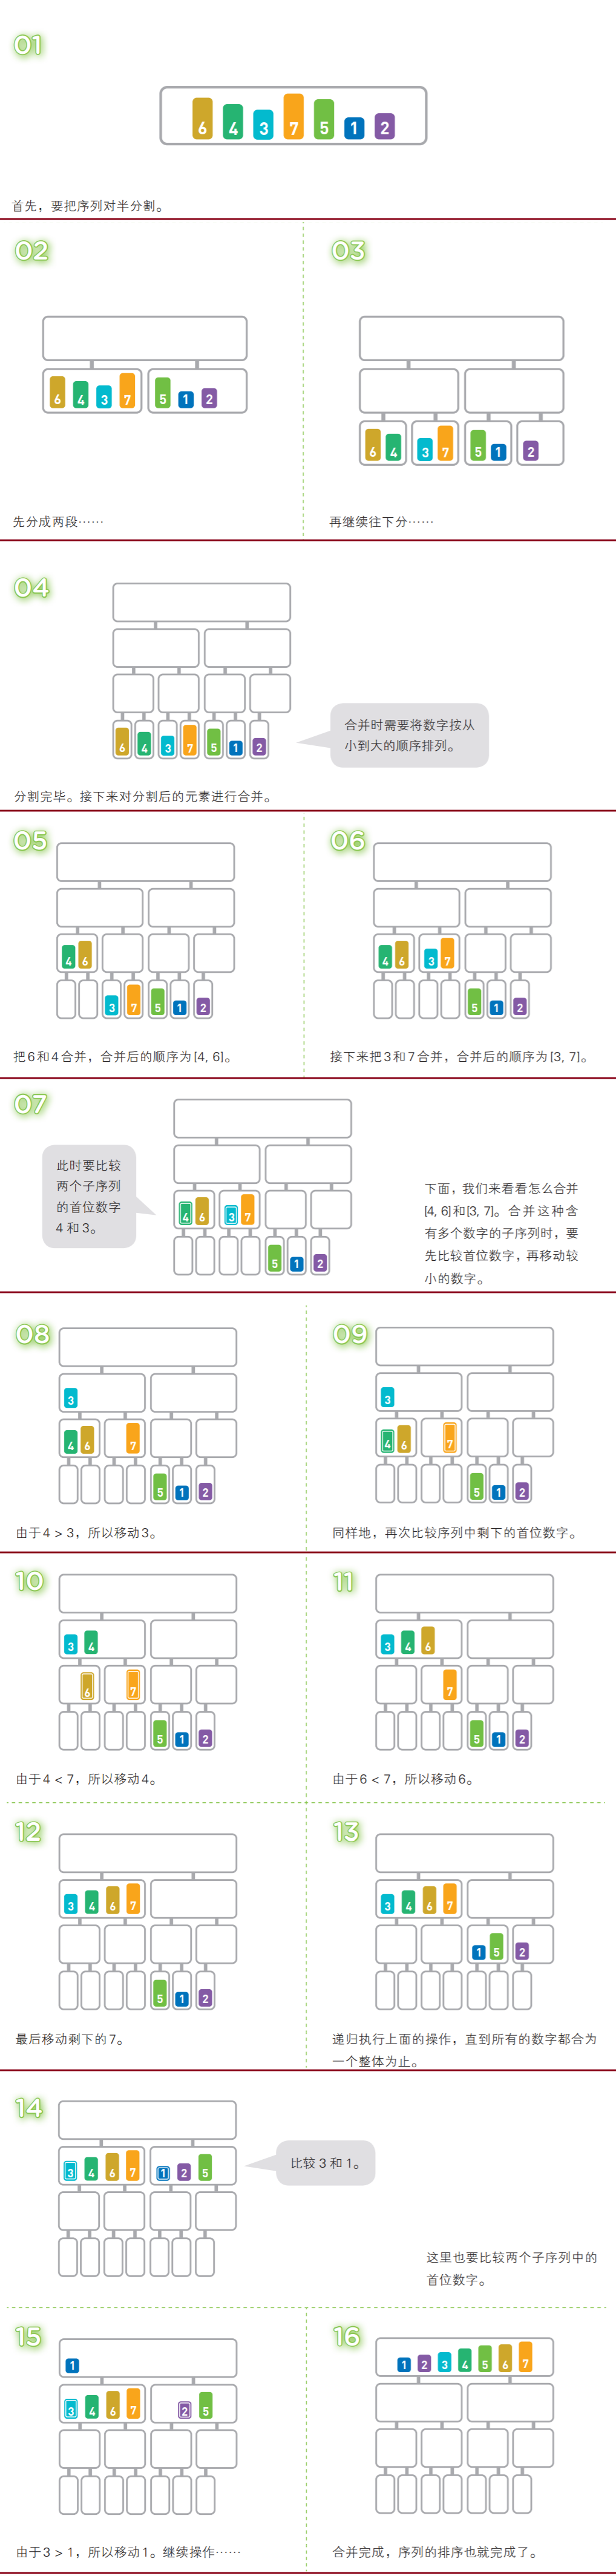 01
6 4 3 7 5 1 2
首先，要把序列对半分割。
02
6 4 3 7 5 1 2
先分成两段……
03
6 4 3 7 5 1 2
再继续往下分……
04
6 4 3 7 5 1 2
合并时需要将数字按从
小到大的顺序排列。
分割完毕。接下来对分割后的元素进行合并。
05
4 6
3 7 5 1 2
把6和4合并，合并后的顺序为[4, 6]。
06
4 6 3 7
5 1 2
接下来把3和7合并，合并后的顺序为[3, 7]。
07
此时要比较
两个子序列
的首位数字
4 和 3。
4 6 3 7
5 1 2
下面，我们来看看怎么合并
[4, 6]和[3, 7]。合并这种含
有多个数字的子序列时，要
先比较首位数字，再移动较
小的数字。
08
3
4 6 7
5 1 2
由于4 > 3，所以移动3。
09
3
4 6 7
5 1 2
同样地，再次比较序列中剩下的首位数字。
10
3 4
6 7
5 1 2
由于4 < 7，所以移动4。
11
3 4 6
7
5 1 2
由于6 < 7，所以移动6。
12
3 4 6 7
5 1 2
最后移动剩下的7。
13
3 4 6 7
1 5 2
递归执行上面的操作，直到所有的数字都合为
一个整体为止。
14
3 4 6 7 1 2 5
比较 3 和 1。
这里也要比较两个子序列中的
首位数字。
15
1
3 4 6 7 2 5
由于3 > 1，所以移动1。继续操作……
16
1 2 3 4 5 6 7
合并完成，序列的排序也就完成了。